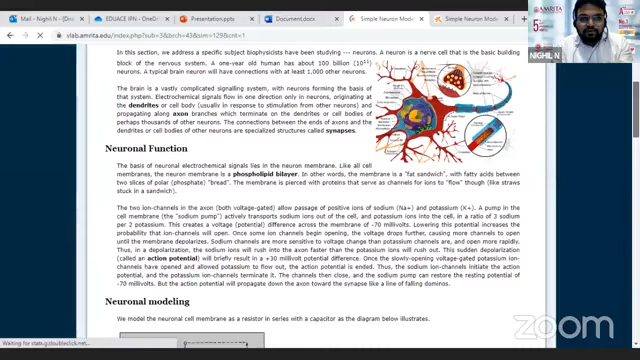 Email - Nighil N - O
EDUACE IPN - OneD
Presentation.pptx
Document.docx
Simple Neuron Mod
Simple Neuron Mod
vlab.amrita.edu/index.php?sub=3&brch=43&sim=129&cnt=1
In this section, we address a specific subject biophysicists have been studying --- neurons. A neuron is a nerve cell that is the basic building
block of the nervous system. A one-year old human has about 100 billion (10¹¹)
neurons. A typical brain neuron will have connections with at least 1,000 other neurons.
The brain is a vastly complicated signalling system, with neurons forming the basis of
that system. Electrochemical signals flow in one direction only in neurons, originating at
the dendrites or cell body (usually in response to stimulation from other neurons) and
propagating along axon branches which terminate on the dendrites or cell bodies of
perhaps thousands of other neurons. The connections between the ends of axons and the
dendrites or cell bodies of other neurons are specialized structures called synapses.
Neuronal Function
The basis of neuronal electrochemical signals lies in the neuron membrane. Like all cell
membranes, the neuron membrane is a phospholipid bilayer. In other words, the membrane is a "fat sandwich", with fatty acids between
two slices of polar (phosphate) "bread". The membrane is pierced with proteins that serve as channels for ions to "flow" though (like straws
stuck in a sandwich).
The two ion-channels in the axon (both voltage-gated) allow passage of positive ions of sodium (Na+) and potassium (K+). A pump in the
cell membrane (the "sodium pump") actively transports sodium ions out of the cell, and potassium ions into the cell, in a ratio of 3 sodium
per 2 potassium. This creates a voltage (potential) difference across the membrane of -70 millivolts. Lowering this potential increases the
probability that ion-channels will open. Once some ion channels begin opening, the voltage drops further, causing more channels to open
until the membrane depolarizes. Sodium channels are more sensitive to voltage change than potassium channels are, and open more rapidly.
Thus, in a depolarization, the sodium ions will rush into the axon faster than the potassium ions will rush out. This sudden depolarization
(called an action potential) will briefly result in a +30 millivolt potential difference. Once the slowly-opening voltage-gated potassium ion-
channels have opened and allowed potassium to flow out, the action potential is ended. Thus, the sodium ion-channels initiate the action
potential, and the potassium ion-channels terminate it. The channels then close, and the sodium pump can restore the resting potential of
-70 millivolts. But the action potential will propagate down the axon toward the synapse like a line of falling dominos.
Neuronal modeling
We model the neuronal cell membrane as a resistor in series with a capacitor as the diagram below illustrates.
AMRITA
NIGHIL N
zoom